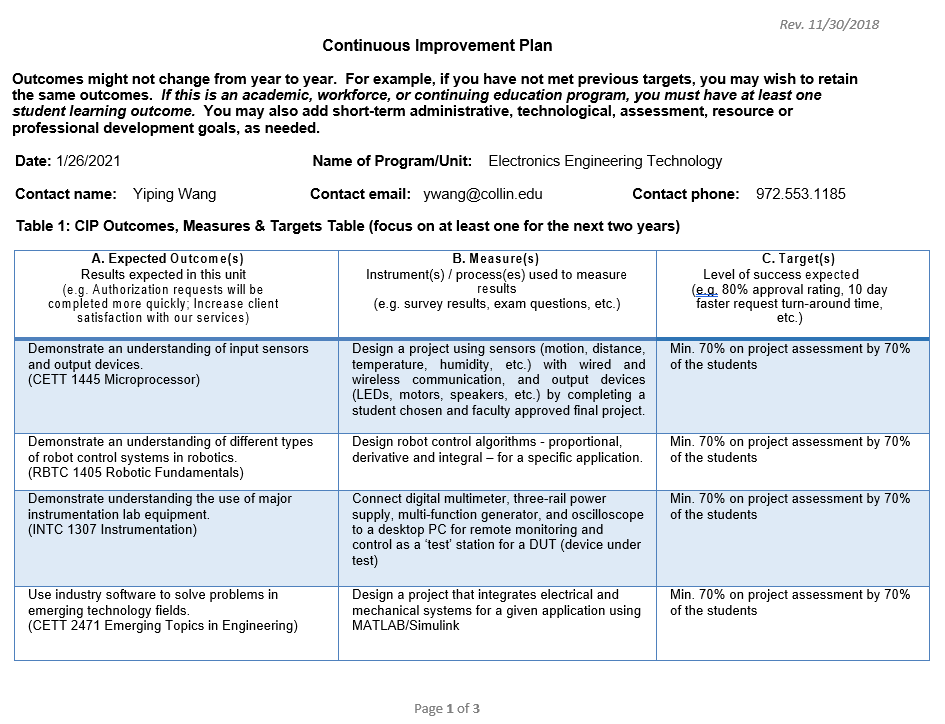 Rev. 11/30/2018
Continuous Improvement Plan
Outcomes might not change from year to year.  For example, if you have not met previous targets, you may wish to retain
the same outcomes.  If this is an academic, workforce, or continuing education program, you must have at least one
student learning outcome.  You may also add short-term administrative, technological, assessment, resource or
professional development goals, as needed.
Date: 1/26/2021 Name of Program/Unit: Electronics Engineering Technology
Contact name: Yiping Wang Contact email: ywang@collin.edu Contact phone: 972.553.1185
Table 1: CIP Outcomes, Measures & Targets Table (focus on at least one for the next two years)
A. Expected Outcome(s)
Results expected in this unit
(e.g. Authorization requests will be
completed more quickly; Increase client
satisfaction with our services)
B. Measure(s)
Instrument(s) / process(es) used to measure
results
(e.g. survey results, exam questions, etc.)
C. Target(s)
Level of success expected
(e.g. 80% approval rating, 10 day
faster request turn-around time,
etc.)
Demonstrate an understanding of input sensors
and output devices.
(CETT 1445 Microprocessor)
Design a project using sensors (motion, distance,
temperature, humidity, etc.) with wired and
wireless communication, and output devices
(LEDs, motors, speakers, etc.) by completing a
student chosen and faculty approved final project.
Min. 70% on project assessment by 70%
of the students
Demonstrate an understanding of different types
of robot control systems in robotics.
(RBTC 1405 Robotic Fundamentals)
Design robot control algorithms - proportional,
derivative and integral – for a specific application.
Min. 70% on project assessment by 70%
of the students
Demonstrate understanding the use of major
instrumentation lab equipment.
(INTC 1307 Instrumentation)
Connect digital multimeter, three-rail power
supply, multi-function generator, and oscilloscope
to a desktop PC for remote monitoring and
control as a ‘test’ station for a DUT (device under
test)
Min. 70% on project assessment by 70%
of the students
Use industry software to solve problems in
emerging technology fields.
(CETT 2471 Emerging Topics in Engineering)
Design a project that integrates electrical and
mechanical systems for a given application using
MATLAB/Simulink
Min. 70% on project assessment by 70%
of the students
Page 1 of 3